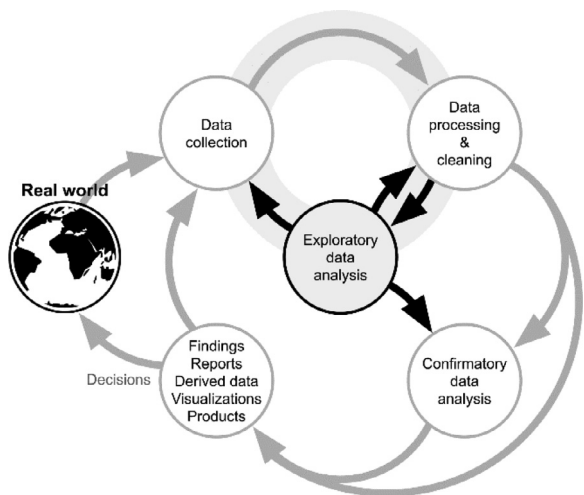 Data
collection
Data
processing
&
cleaning
Real world
Exploratory
data
analysis
Findings
Reports
Derived data
Visualizations
Products
Decisions
Confirmatory
data
analysis